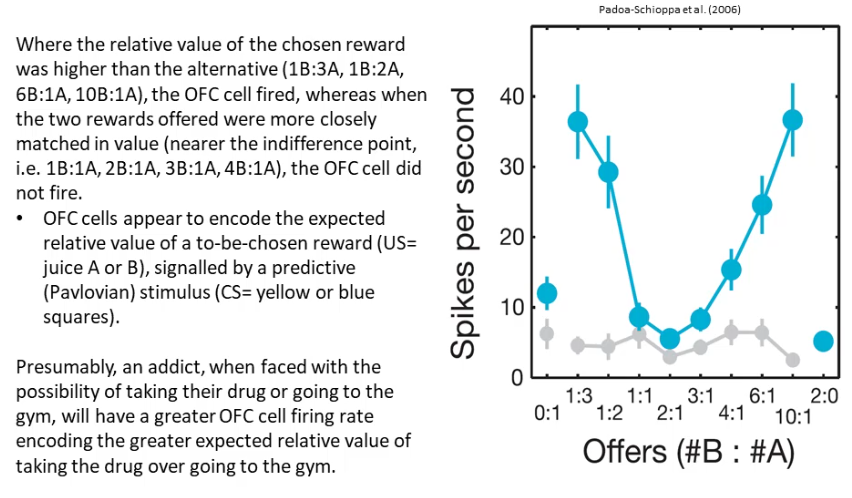 Padoa-Schioppa et al. (2006)
Where the relative value of the chosen reward
was higher than the alternative (1B:3A, 1B:2A,
6B:1A, 10B:1A), the OFC cell fired, whereas when
the two rewards offered were more closely
matched in value (nearer the indifference point,
i.e. 1B:1A, 2B:1A, 3B:1A, 4B:1A), the OFC cell did
not fire.
• OFC cells appear to encode the expected
relative value of a to-be-chosen reward (US=
juice A or B), signalled by a predictive
(Pavlovian) stimulus (CS= yellow or blue
squares).
Presumably, an addict, when faced with the
possibility of taking their drug or going to the
gym, will have a greater OFC cell firing rate
encoding the greater expected relative value of
taking the drug over going to the gym.
Spikes per second
40
30
20
10
0
1:3 1:1 3:1 6:1 2:0
0:1 1:2 2:1 4:1 10:1
Offers (#B : #A)